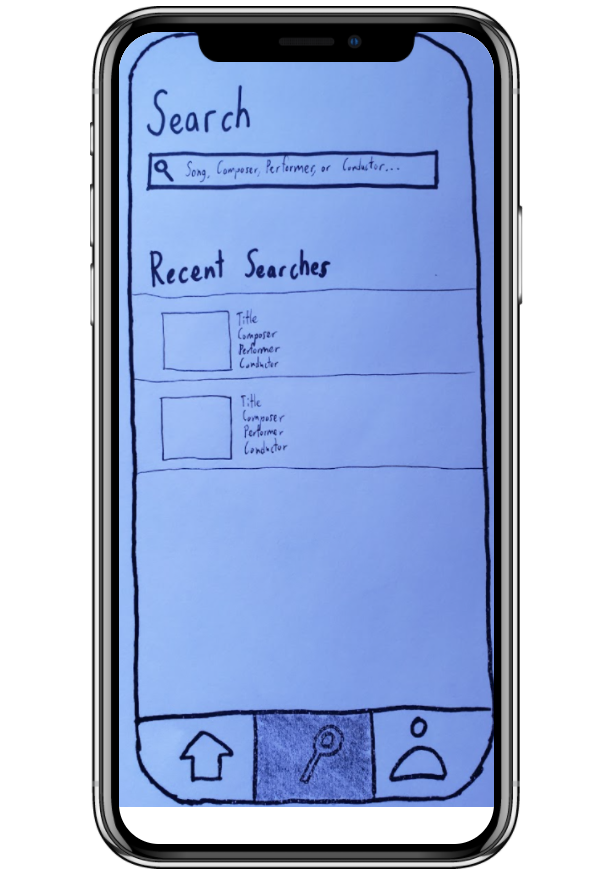 Search
Song, Composer, Performer, or Conductor...
Recent Searches
Title
Composer
Performer
Conductor
Title
Composer
Performer
Conductor